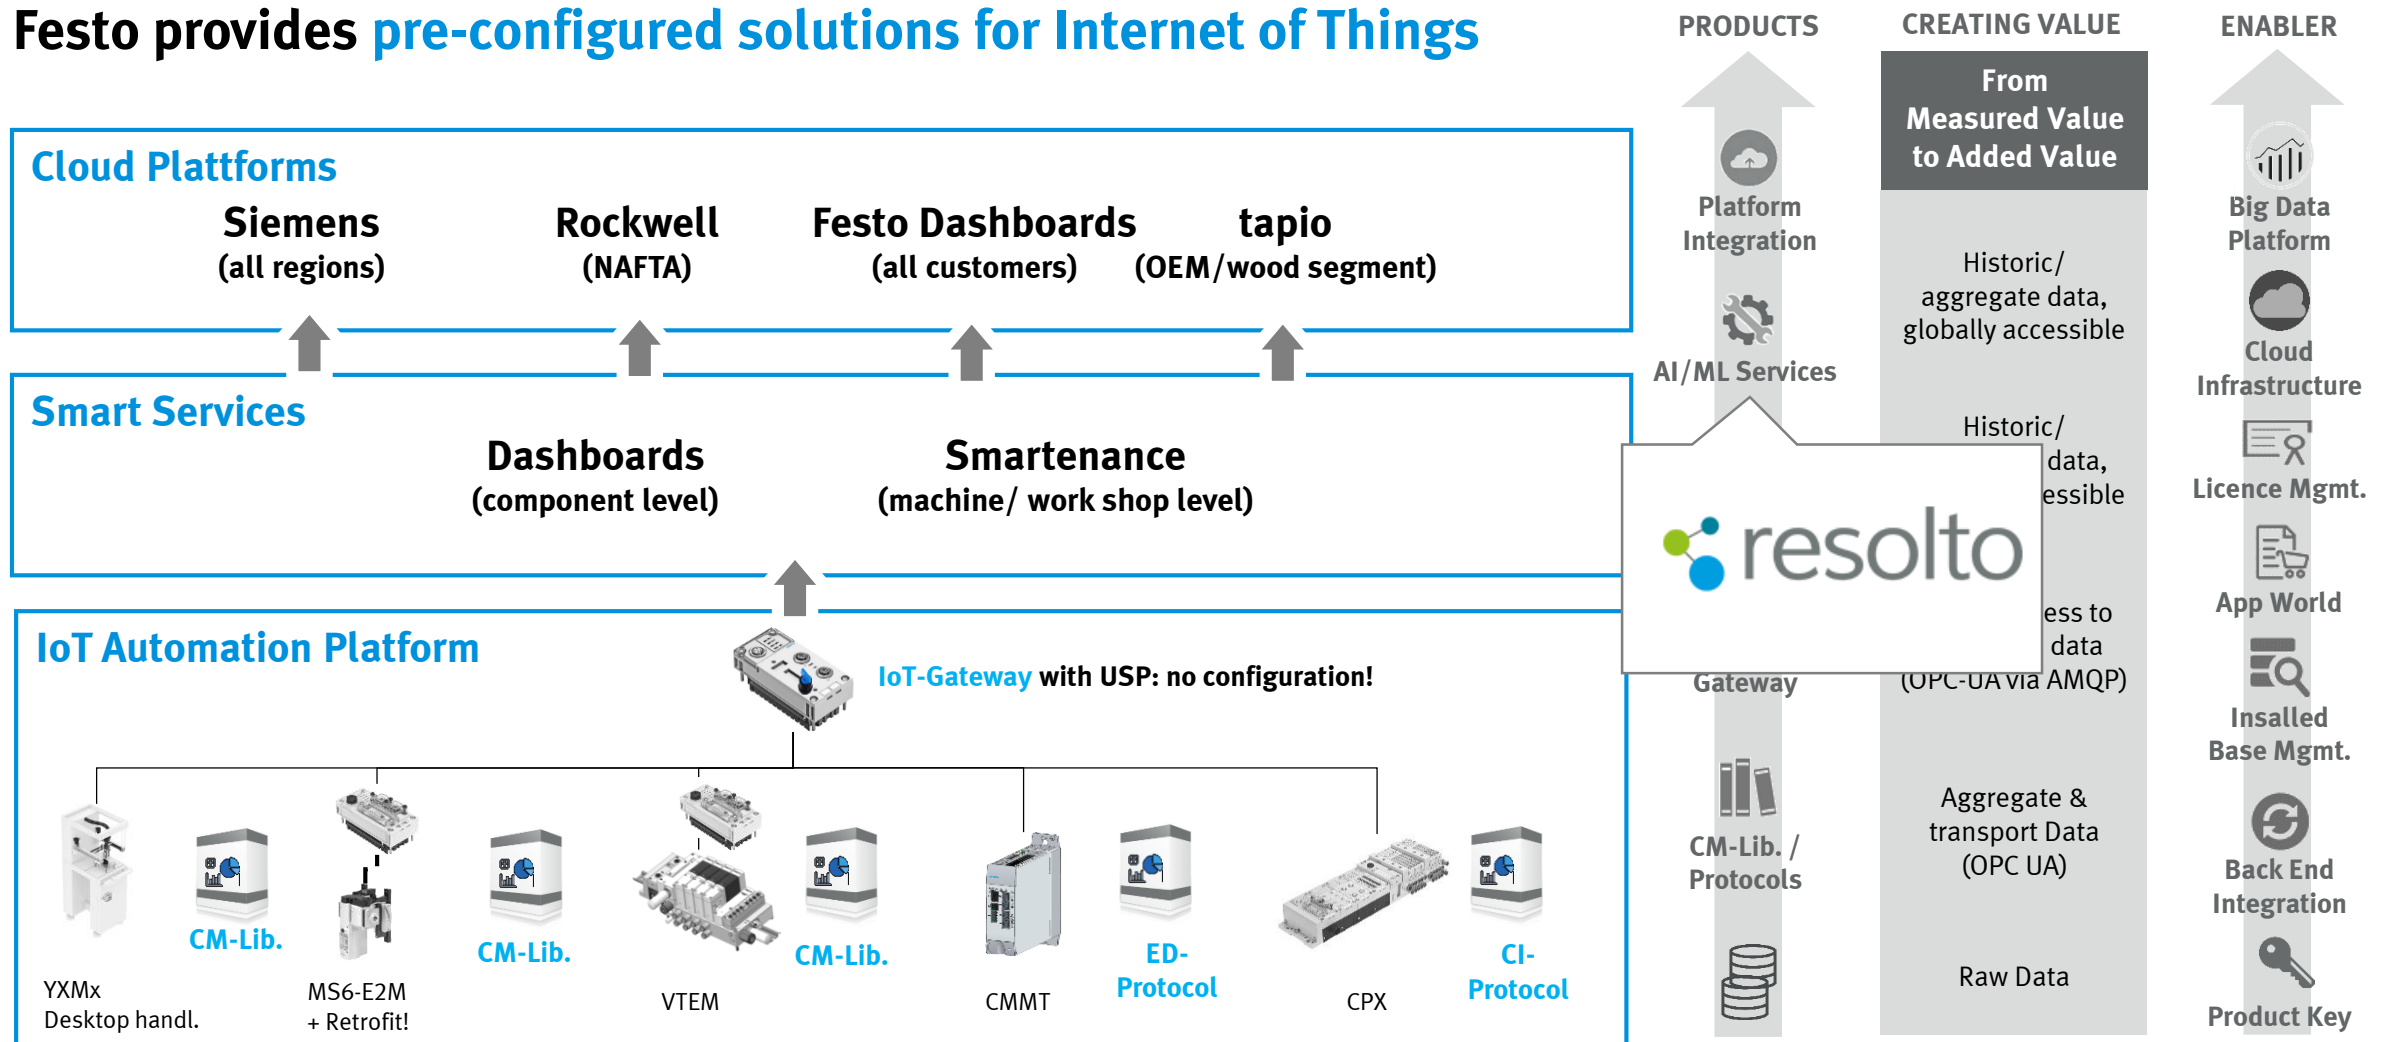 Festo provides pre-configured solutions for Internet of Things
Cloud Plattforms
Siemens
(all regions)
Rockwell
(NAFTA)
Festo Dashboards
(all customers)
tapio
(OEM/wood segment)
Smart Services
Dashboards
(component level)
Smartenance
(machine/ work shop level)
IoT Automation Platform
IoT-Gateway with USP: no configuration!
YXMx
Desktop handl.
CM-Lib.
MS6-E2M
+ Retrofit!
CM-Lib.
VTEM
CM-Lib.
CMMT
ED-
Protocol
CPX
CI-
Protocol
PRODUCTS
Platform
Integration
AI/ML Services
resolto
Gateway
CM-Lib. /
Protocols
CREATING VALUE
From
Measured Value
to Added Value
Historic/
aggregate data,
globally accessible
Historic/
data,
data
(OPC-UA via AMQP)
Aggregate &
transport Data
(OPC UA)
Raw Data
ENABLER
Big Data
Platform
Cloud
Infrastructure
Licence Mgmt.
App World
Insalled
Base Mgmt.
Back End
Integration
Product Key